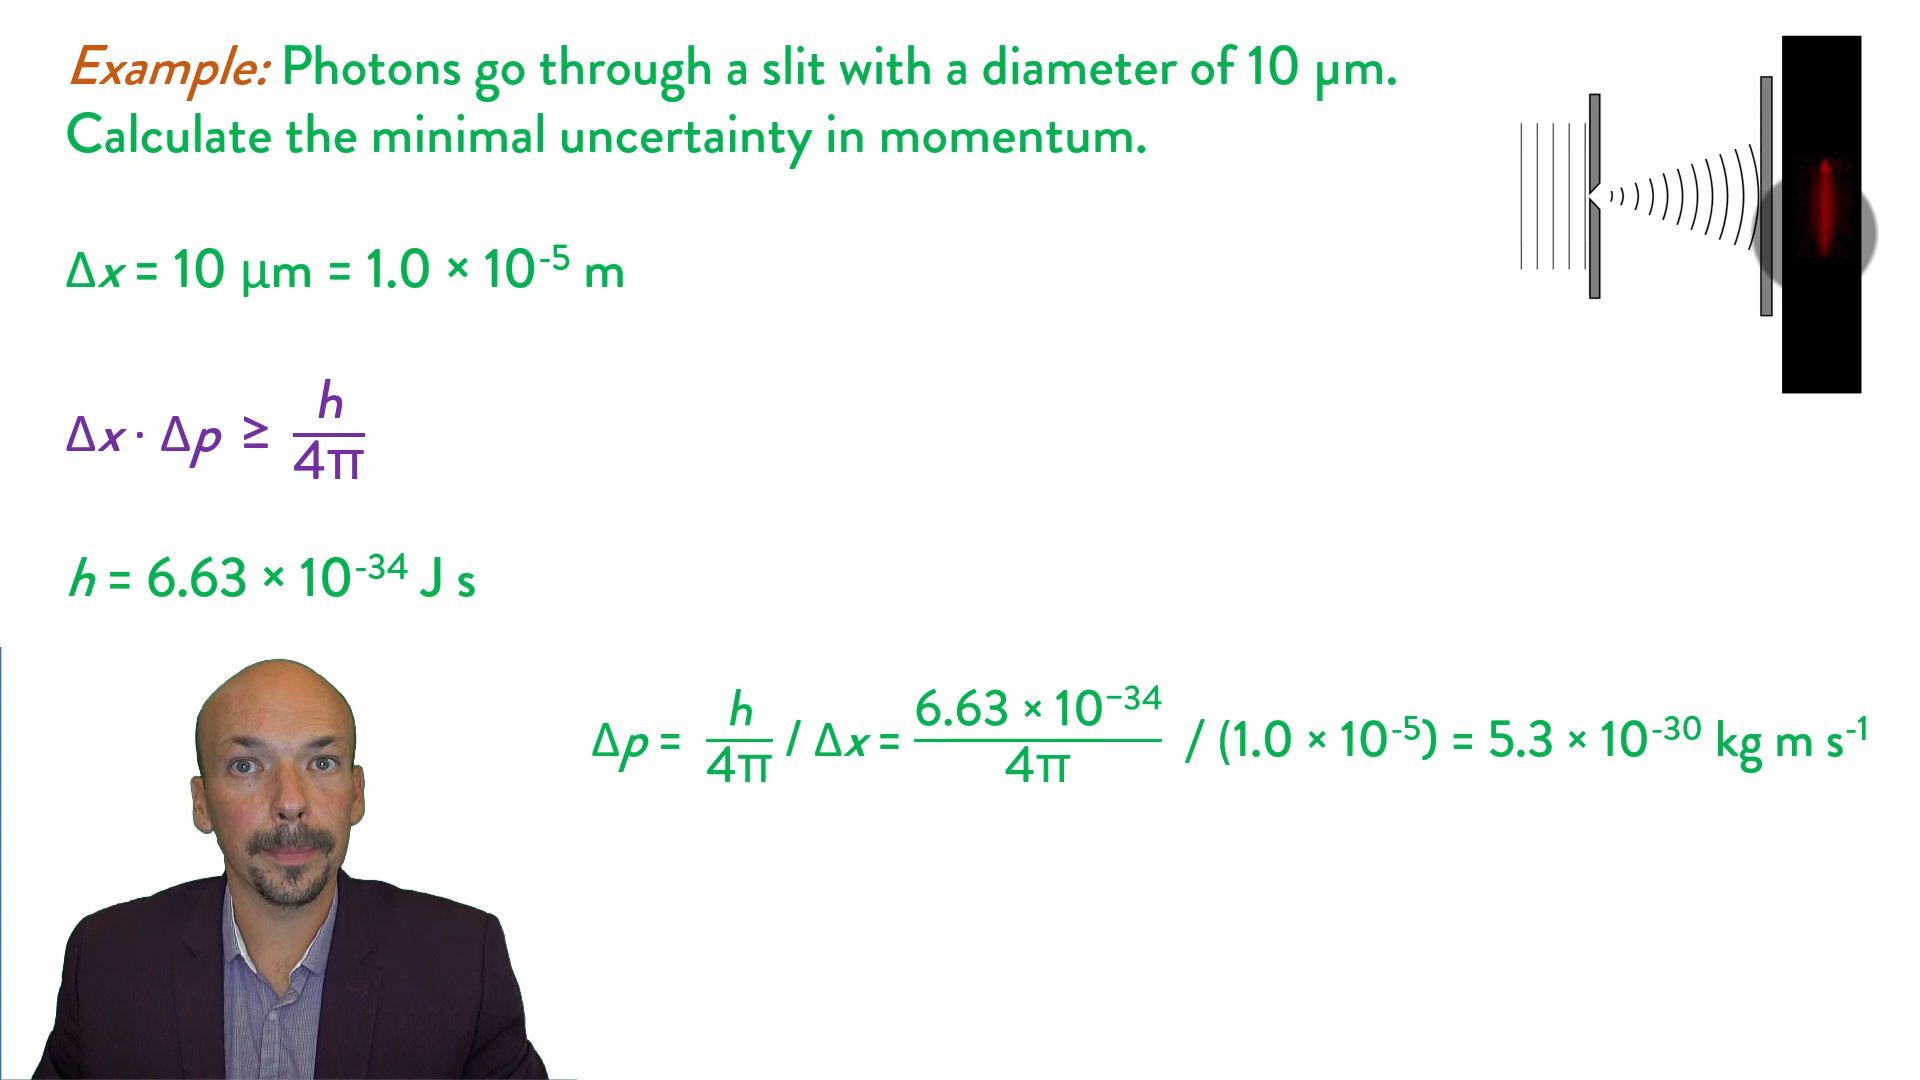 Example: Photons go through a slit with a diameter of 10 µm.
Calculate the minimal uncertainty in momentum.
Δx = 10 µm = 1.0 × 10⁻⁵ m
Δx · Δp ≥ h / 4π
h = 6.63 × 10⁻³⁴ J s
Δp = h / 4π / Δx = 6.63 × 10⁻³⁴ / 4π / (1.0 × 10⁻⁵) = 5.3 × 10⁻³⁰ kg m s⁻¹